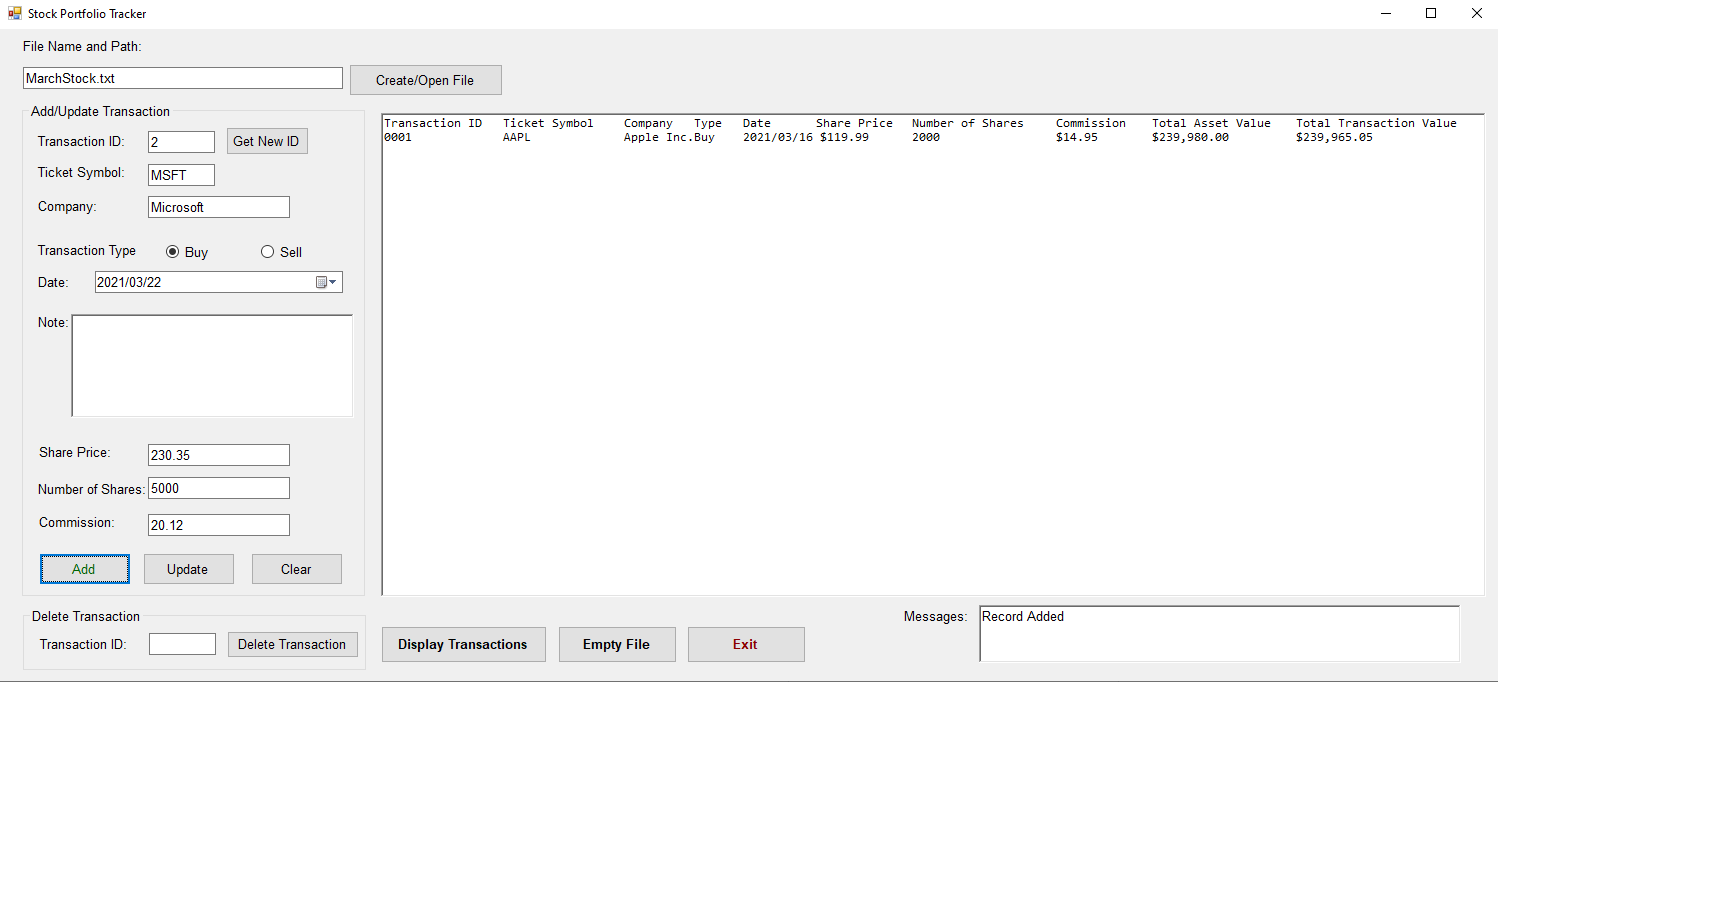 Stock Portfolio Tracker
File Name and Path:
MarchStock.txt
Create/Open File
Add/Update Transaction
Transaction ID: 2 Get New ID
Ticket Symbol: MSFT
Company: Microsoft
Transaction Type Buy Sell
Date: 2021/03/22
Note:
Share Price: 230.35
Number of Shares: 5000
Commission: 20.12
Add Update Clear
Delete Transaction
Transaction ID: Delete Transaction
Transaction ID Ticket Symbol Company Type Date Share Price Number of Shares Commission Total Asset Value Total Transaction Value
0001 AAPL Apple Inc.Buy 2021/03/16 $119.99 2000 $14.95 $239,980.00 $239,965.05
Display Transactions Empty File Exit
Messages: Record Added